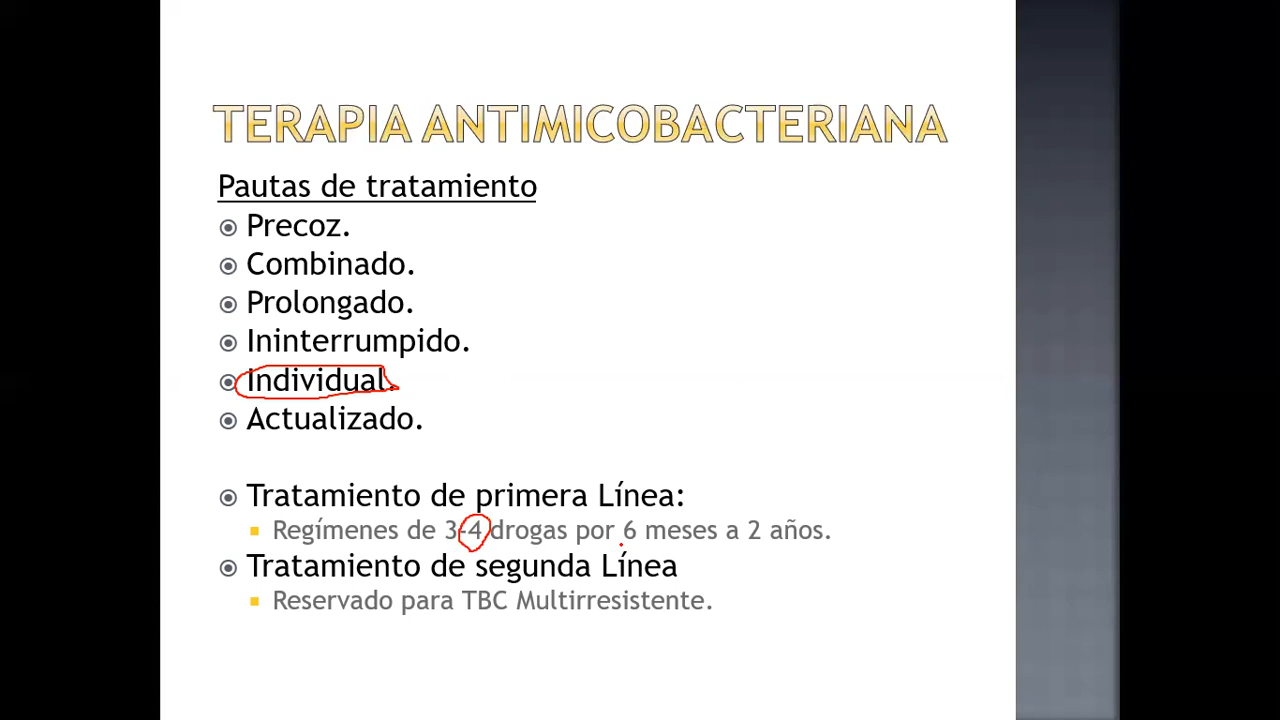 TERAPIA ANTIMICOBACTERIANA
Pautas de tratamiento
Precoz.
Combinado.
Prolongado.
Ininterrumpido.
Individual.
Actualizado.
Tratamiento de primera Línea:
Regímenes de 3-4 drogas por 6 meses a 2 años.
Tratamiento de segunda Línea
Reservado para TBC Multirresistente.